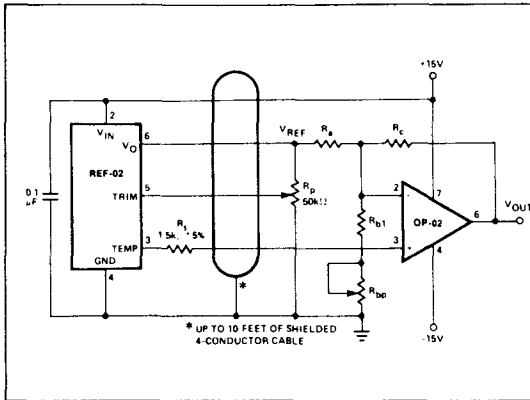 +15V
2
VIN
VO
6
VREF
Ra
Rc
REF-02
0.1
μF
TRIM
5
Rp
50kΩ
2
-
7
Rs
1.5k, ±5%
Rb1
OP-02
6
VOUT
TEMP
3
3
+
4
GND
4
Rbp
*
* UP TO 10 FEET OF SHIELDED
4-CONDUCTOR CABLE
-15V